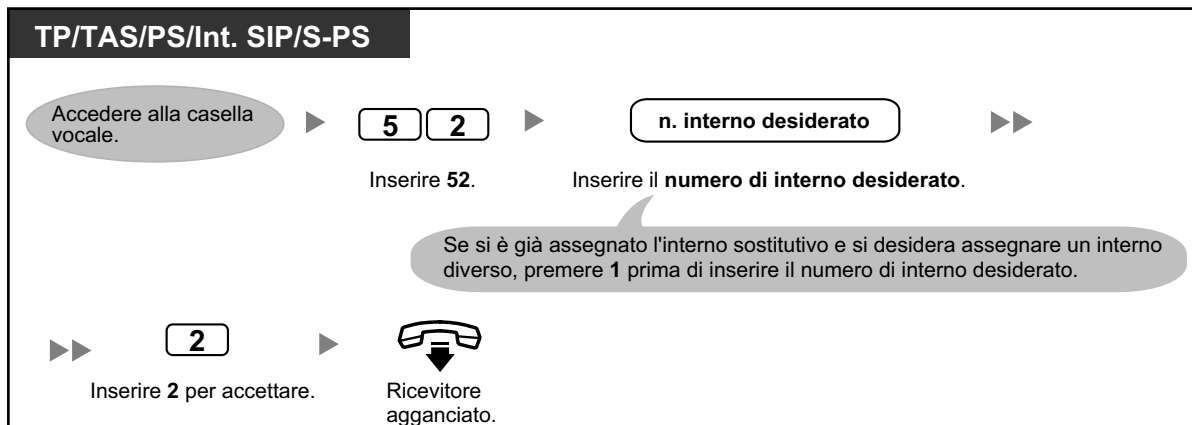 TP/TAS/PS/Int. SIP/S-PS
Accedere alla casella
vocale.
5 2
n. interno desiderato
Inserire 52.
Inserire il numero di interno desiderato.
Se si è già assegnato l'interno sostitutivo e si desidera assegnare un interno
diverso, premere 1 prima di inserire il numero di interno desiderato.
2
Inserire 2 per accettare.
Ricevitore
agganciato.